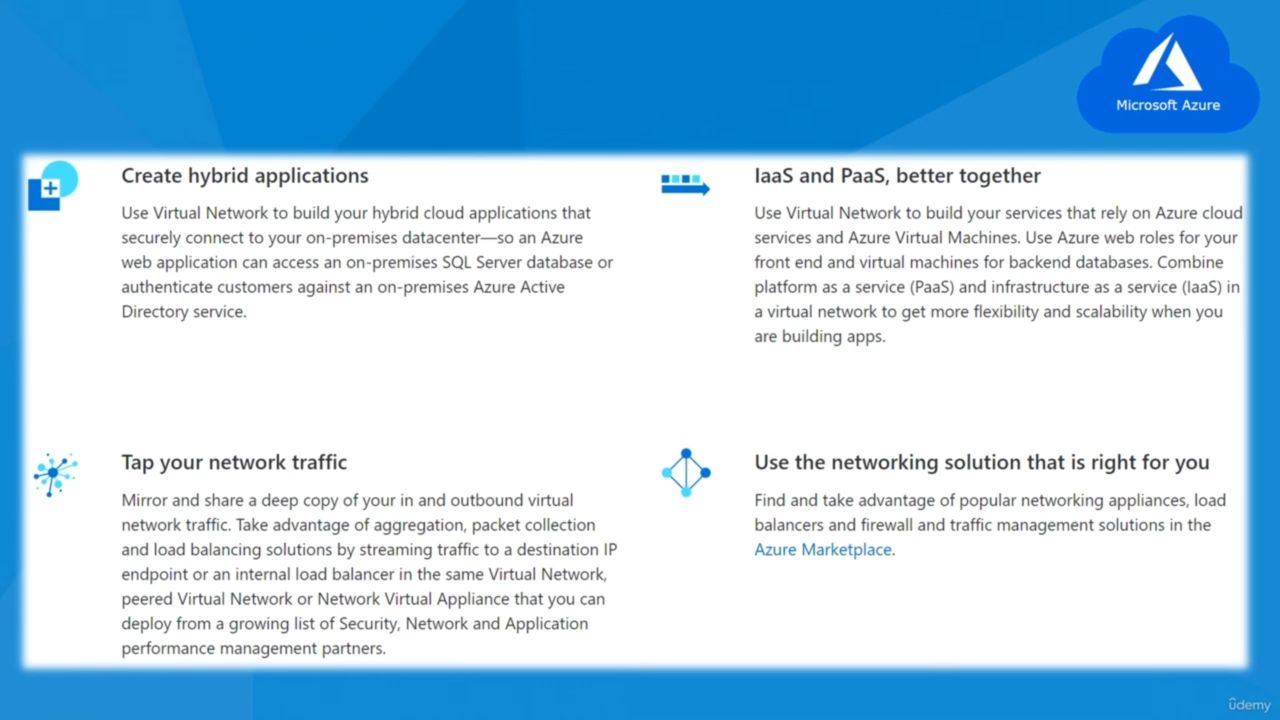 Microsoft Azure
Create hybrid applications
Use Virtual Network to build your hybrid cloud applications that
securely connect to your on-premises datacenter—so an Azure
web application can access an on-premises SQL Server database or
authenticate customers against an on-premises Azure Active
Directory service.
IaaS and PaaS, better together
Use Virtual Network to build your services that rely on Azure cloud
services and Azure Virtual Machines. Use Azure web roles for your
front end and virtual machines for backend databases. Combine
platform as a service (PaaS) and infrastructure as a service (IaaS) in
a virtual network to get more flexibility and scalability when you
are building apps.
Tap your network traffic
Mirror and share a deep copy of your in and outbound virtual
network traffic. Take advantage of aggregation, packet collection
and load balancing solutions by streaming traffic to a destination IP
endpoint or an internal load balancer in the same Virtual Network,
peered Virtual Network or Network Virtual Appliance that you can
deploy from a growing list of Security, Network and Application
performance management partners.
Use the networking solution that is right for you
Find and take advantage of popular networking appliances, load
balancers and firewall and traffic management solutions in the
Azure Marketplace.
ûdemy